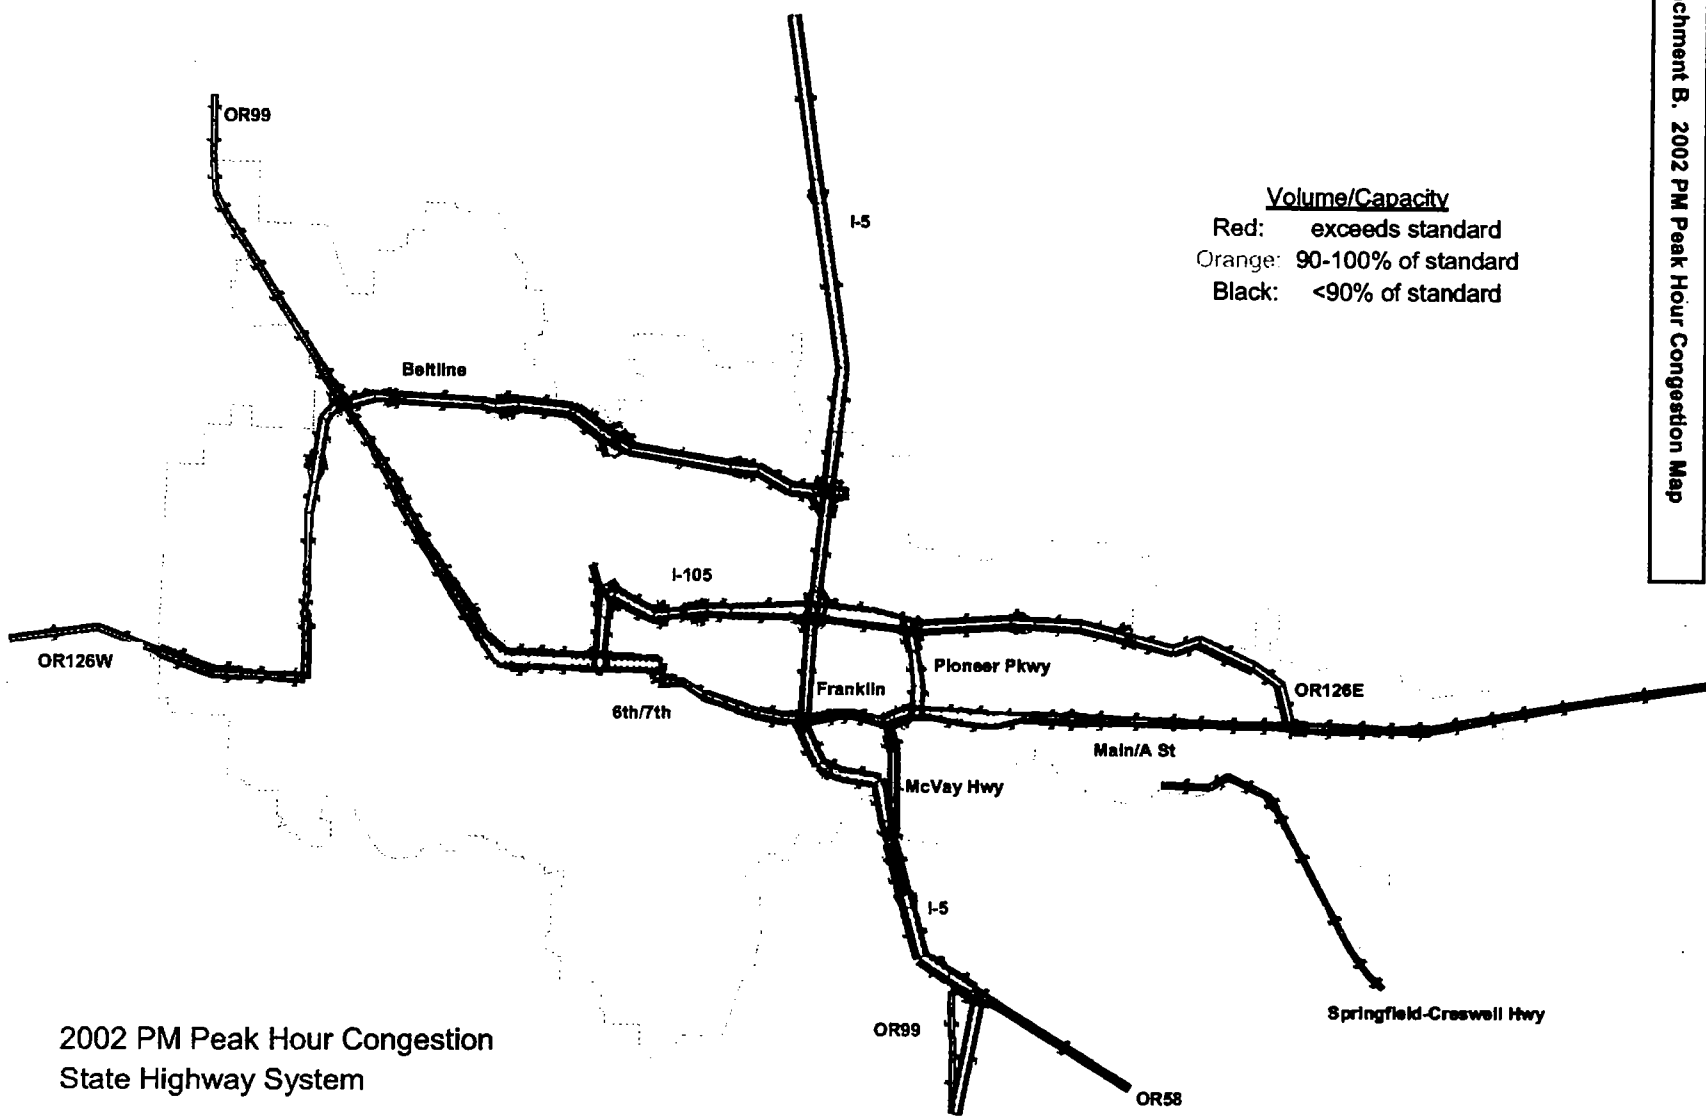 chment B. 2002 PM Peak Hour Congestion Map
OR99
I-5
Volume/Capacity
Red: exceeds standard
Orange: 90-100% of standard
Black: <90% of standard
Beltline
I-105
OR126W
Pioneer Pkwy
Franklin
OR126E
6th/7th
Main/A St
McVay Hwy
I-5
Springfield-Creswell Hwy
OR99
2002 PM Peak Hour Congestion
State Highway System
OR58